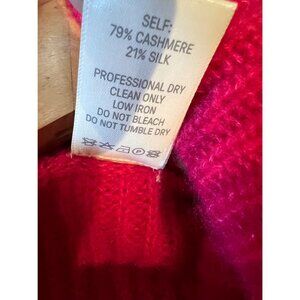 SELF:
79% CASHMERE
21% SILK
PROFESSIONAL DRY
CLEAN ONLY
LOW IRON
DO NOT BLEACH
DO NOT TUMBLE DRY